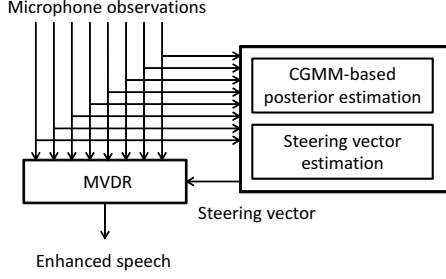 Microphone observations
CGMM-based
posterior estimation
Steering vector
estimation
MVDR
Steering vector
Enhanced speech